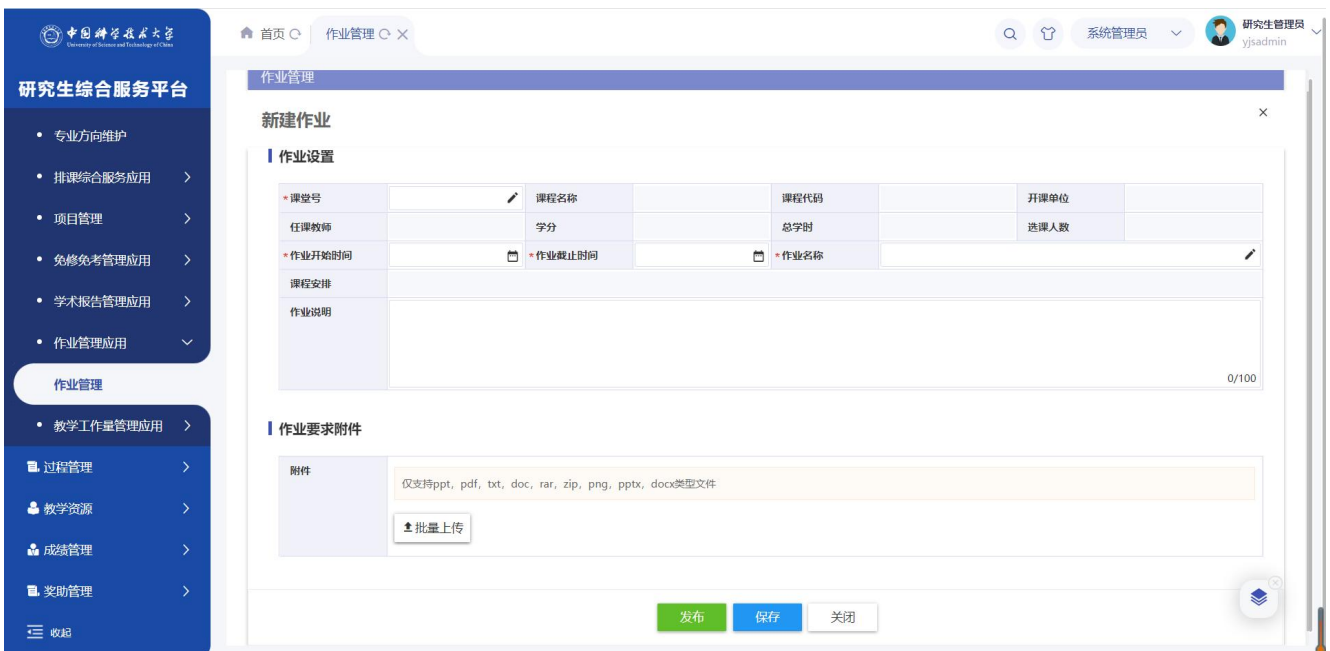 中国科学技术大学
University of Science and Technology of China
首页
作业管理
系统管理员
研究生管理员
yjsadmin
研究生综合服务平台
专业方向维护
排课综合服务应用
项目管理
免修免考管理应用
学术报告管理应用
作业管理应用
作业管理
教学工作量管理应用
过程管理
教学资源
成绩管理
奖助管理
收起
作业管理
新建作业
作业设置
*课堂号 课程名称 课程代码 开课单位
任课教师 学分 总学时 选课人数
*作业开始时间 *作业截止时间 *作业名称
课程安排
作业说明
0/100
作业要求附件
附件
仅支持ppt, pdf, txt, doc, rar, zip, png, pptx, docx类型文件
批量上传
发布 保存 关闭